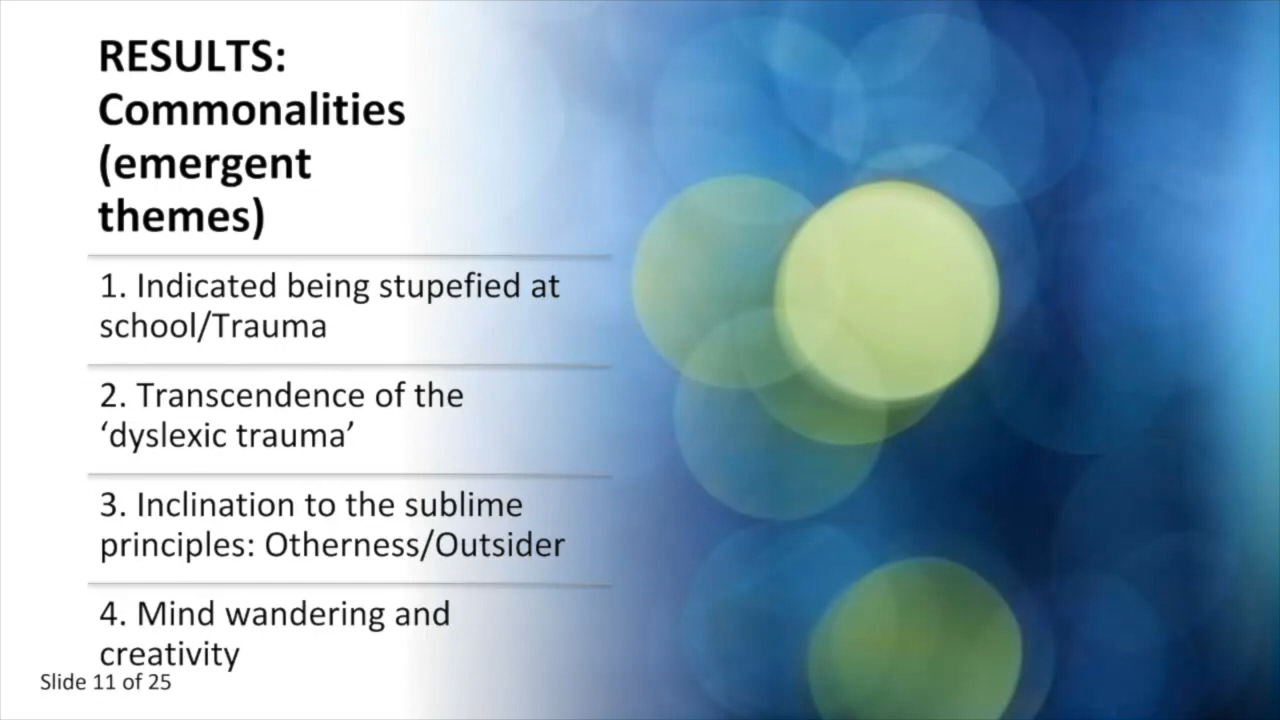 RESULTS:
Commonalities
(emergent
themes)
1. Indicated being stupefied at
school/Trauma
2. Transcendence of the
‘dyslexic trauma’
3. Inclination to the sublime
principles: Otherness/Outsider
4. Mind wandering and
creativity
Slide 11 of 25